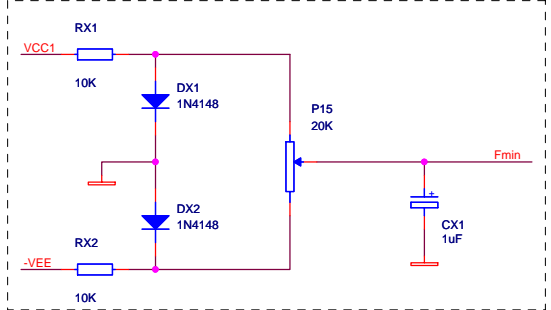 RX1
VCC1
10K
DX1
1N4148
P15
20K
Fmin
+
DX2
1N4148
CX1
1uF
RX2
-VEE
10K